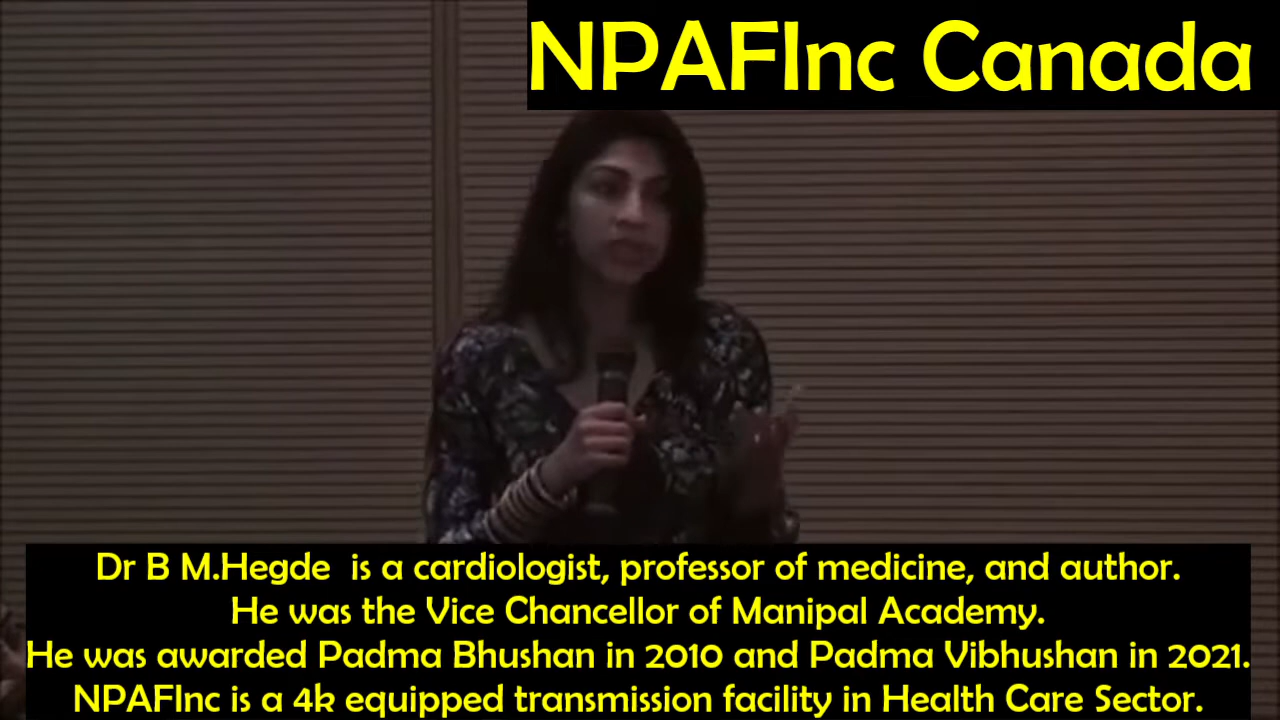 NPAFInc Canada
Dr B M.Hegde is a cardiologist, professor of medicine, and author.
He was the Vice Chancellor of Manipal Academy.
He was awarded Padma Bhushan in 2010 and Padma Vibhushan in 2021.
NPAFInc is a 4k equipped transmission facility in Health Care Sector.